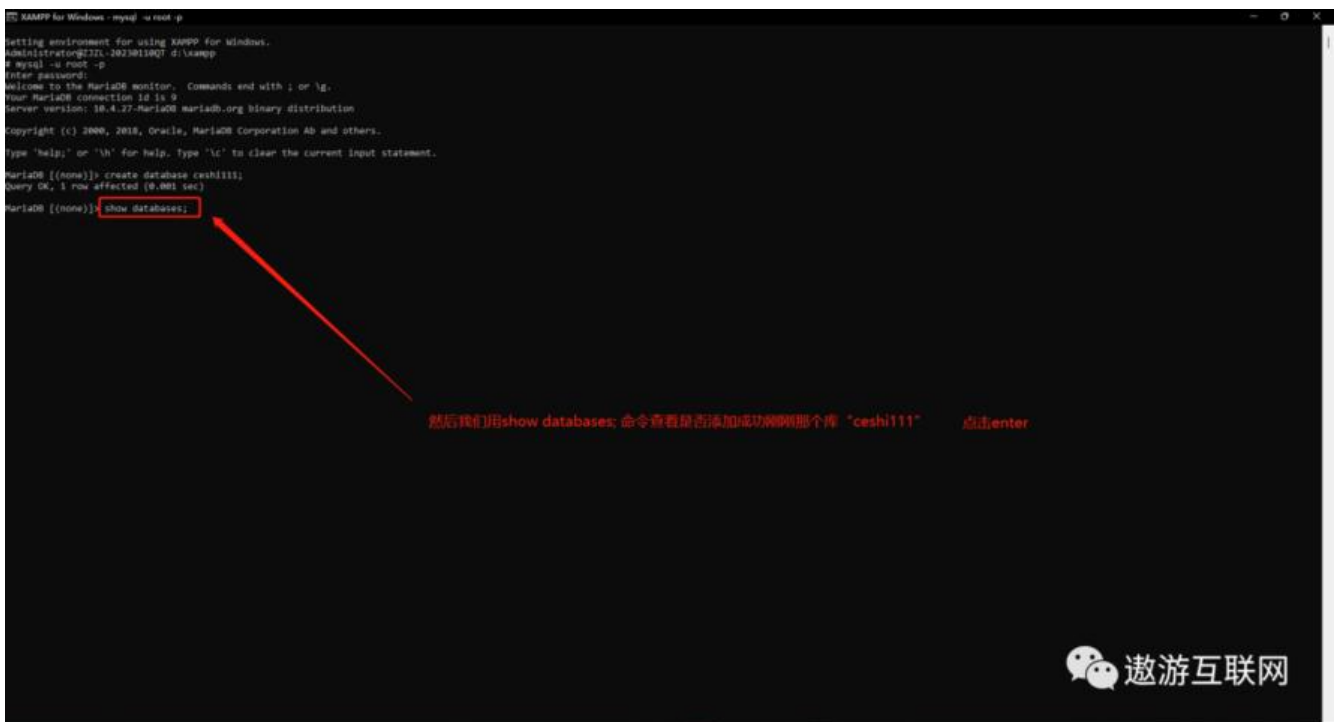 XAMPP for Windows - mysql -u root -p
Setting environment for using XAMPP for Windows.
Administrator@ZJZL-20230110QT d:\xampp
# mysql -u root -p
Enter password:
Welcome to the MariaDB monitor.  Commands end with ; or \g.
Your MariaDB connection id is 9
Server version: 10.4.27-MariaDB mariadb.org binary distribution
Copyright (c) 2000, 2018, Oracle, MariaDB Corporation Ab and others.
Type 'help;' or '\h' for help. Type '\c' to clear the current input statement.
MariaDB [(none)]> create database ceshi111;
Query OK, 1 row affected (0.001 sec)
MariaDB [(none)]> show databases;
然后我们用show databases; 命令查看是否添加成功刚刚那个库“ceshi111” 点击enter
遨游互联网